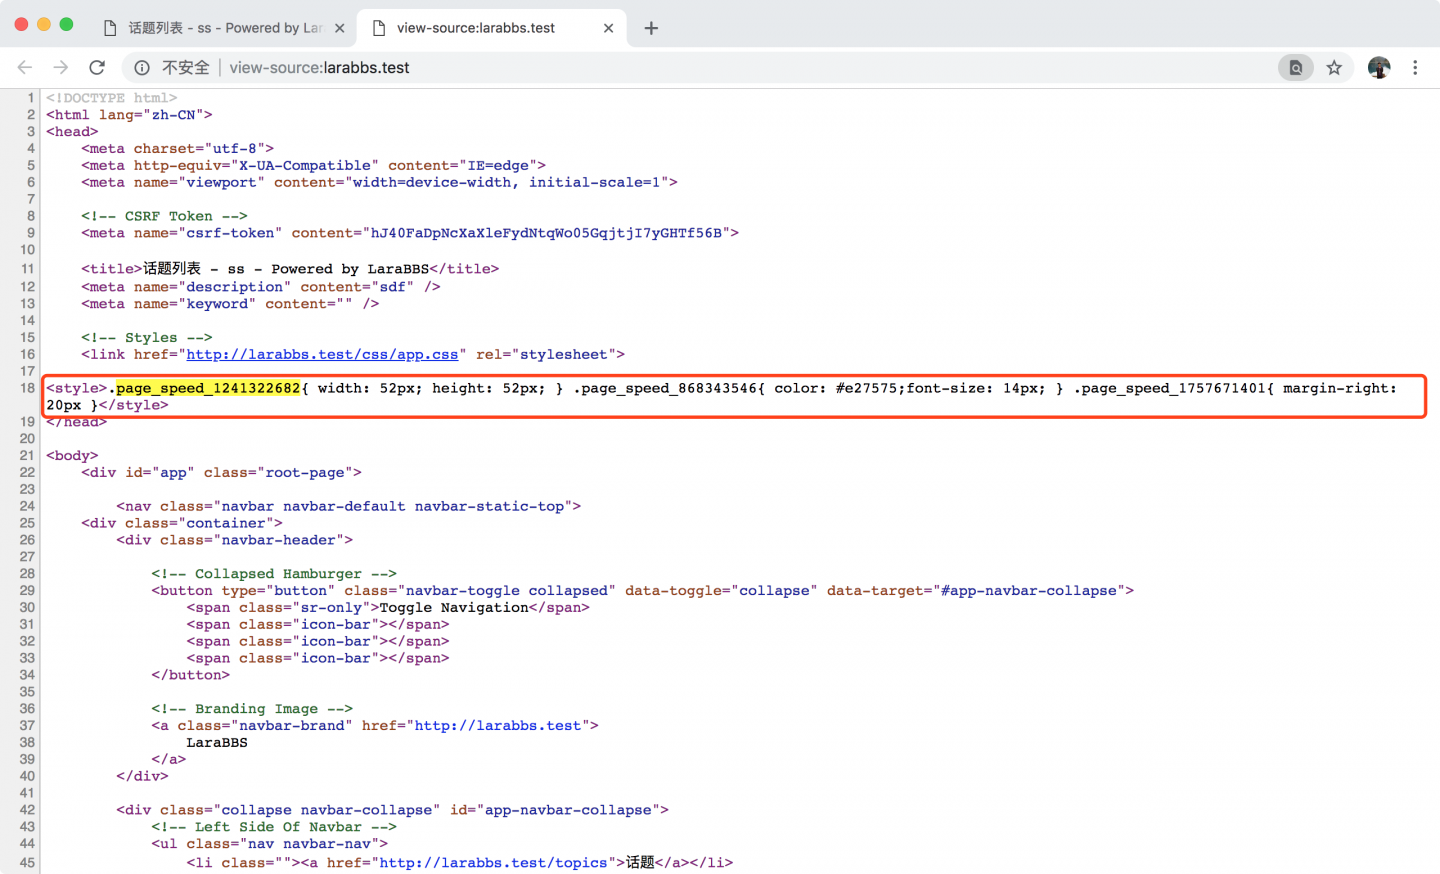 话题列表 - ss - Powered by Lar
view-source:larabbs.test
不安全 | view-source:larabbs.test
1 <!DOCTYPE html>
2 <html lang="zh-CN">
3 <head>
4 <meta charset="utf-8">
5 <meta http-equiv="X-UA-Compatible" content="IE=edge">
6 <meta name="viewport" content="width=device-width, initial-scale=1">
7
8 <!-- CSRF Token -->
9 <meta name="csrf-token" content="hJ40FaDpNcXaXleFydNtqWo05GqjtjI7yGHTf56B">
10
11 <title>话题列表 - ss - Powered by LaraBBS</title>
12 <meta name="description" content="sdf" />
13 <meta name="keyword" content="" />
14
15 <!-- Styles -->
16 <link href="http://larabbs.test/css/app.css" rel="stylesheet">
17
18 <style>.page_speed_1241322682{ width: 52px; height: 52px; } .page_speed_868343546{ color: #e27575;font-size: 14px; } .page_speed_1757671401{ margin-right:
20px }</style>
19 </head>
20
21 <body>
22 <div id="app" class="root-page">
23
24 <nav class="navbar navbar-default navbar-static-top">
25 <div class="container">
26 <div class="navbar-header">
27
28 <!-- Collapsed Hamburger -->
29 <button type="button" class="navbar-toggle collapsed" data-toggle="collapse" data-target="#app-navbar-collapse">
30 <span class="sr-only">Toggle Navigation</span>
31 <span class="icon-bar"></span>
32 <span class="icon-bar"></span>
33 <span class="icon-bar"></span>
34 </button>
35
36 <!-- Branding Image -->
37 <a class="navbar-brand" href="http://larabbs.test">
38 LaraBBS
39 </a>
40 </div>
41
42 <div class="collapse navbar-collapse" id="app-navbar-collapse">
43 <!-- Left Side Of Navbar -->
44 <ul class="nav navbar-nav">
45 <li class=""><a href="http://larabbs.test/topics">话题</a></li>